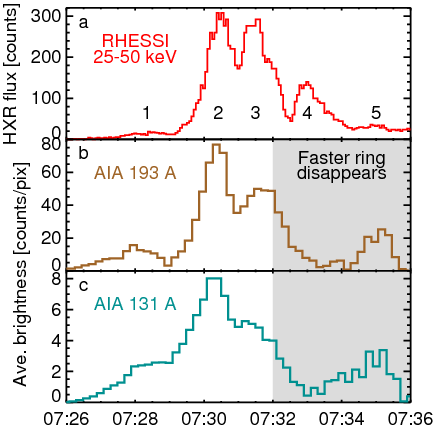 a
RHESSI
25-50 keV
HXR flux [counts]
300
200
100
0
1
2
3
4
5
b
AIA 193 A
Faster ring
disappears
Ave. brightness [counts/pix]
80
60
40
20
0
c
AIA 131 A
8
6
4
2
0
07:26 07:28 07:30 07:32 07:34 07:36